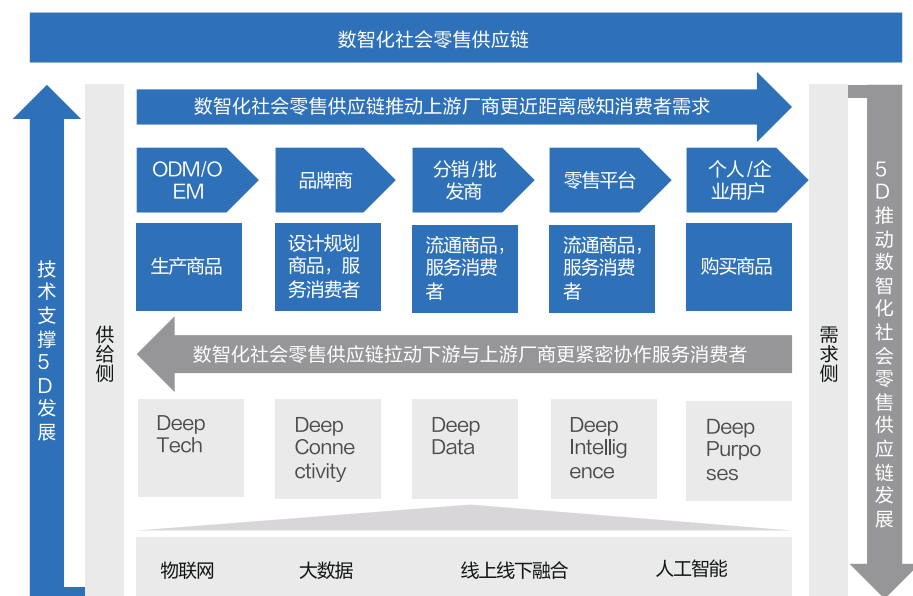 数智化社会零售供应链
数智化社会零售供应链推动上游厂商更近距离感知消费者需求
ODM/O
EM
品牌商
分销/批
发商
零售平台
个人/企
业用户
生产商品
设计规划
商品，服
务消费者
流通商品，
服务消费
者
流通商品，
服务消费
者
购买商品
技术支撑5D发展
供给侧
需求侧
5D推动数智化社会零售供应链发展
数智化社会零售供应链拉动下游与上游厂商更紧密协作服务消费者
Deep
Tech
Deep
Conne
ctivity
Deep
Data
Deep
Intellig
ence
Deep
Purpo
ses
物联网
大数据
线上线下融合
人工智能